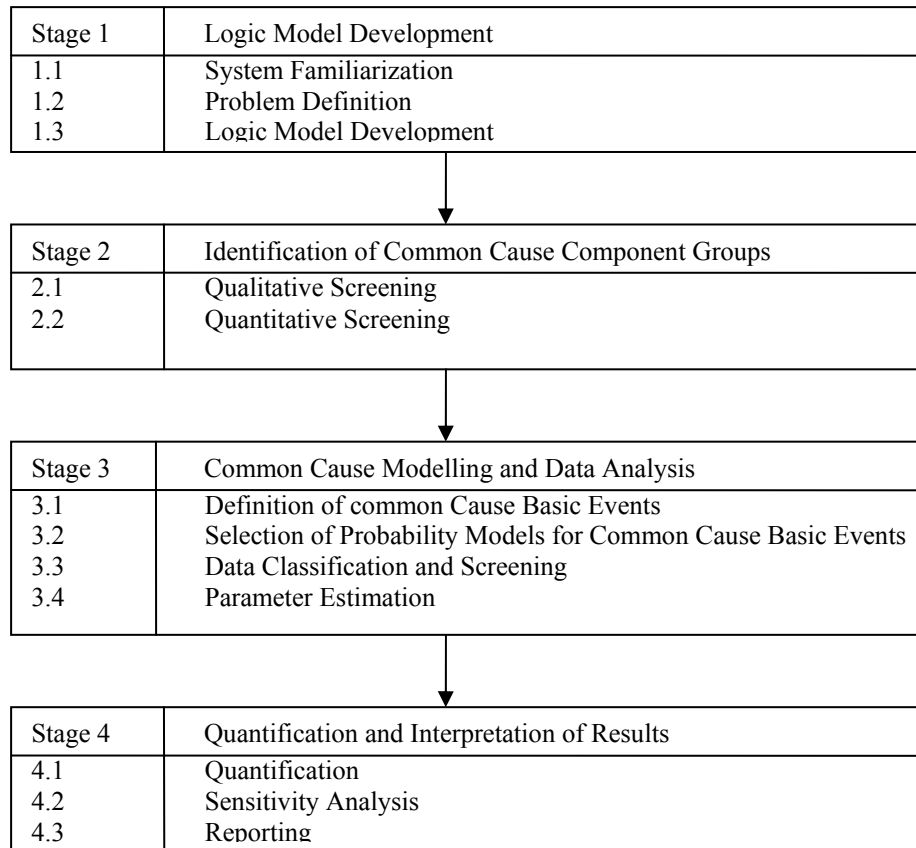 Stage 1 Logic Model Development
1.1 System Familiarization
1.2 Problem Definition
1.3 Logic Model Development
Stage 2 Identification of Common Cause Component Groups
2.1 Qualitative Screening
2.2 Quantitative Screening
Stage 3 Common Cause Modelling and Data Analysis
3.1 Definition of common Cause Basic Events
3.2 Selection of Probability Models for Common Cause Basic Events
3.3 Data Classification and Screening
3.4 Parameter Estimation
Stage 4 Quantification and Interpretation of Results
4.1 Quantification
4.2 Sensitivity Analysis
4.3 Reporting